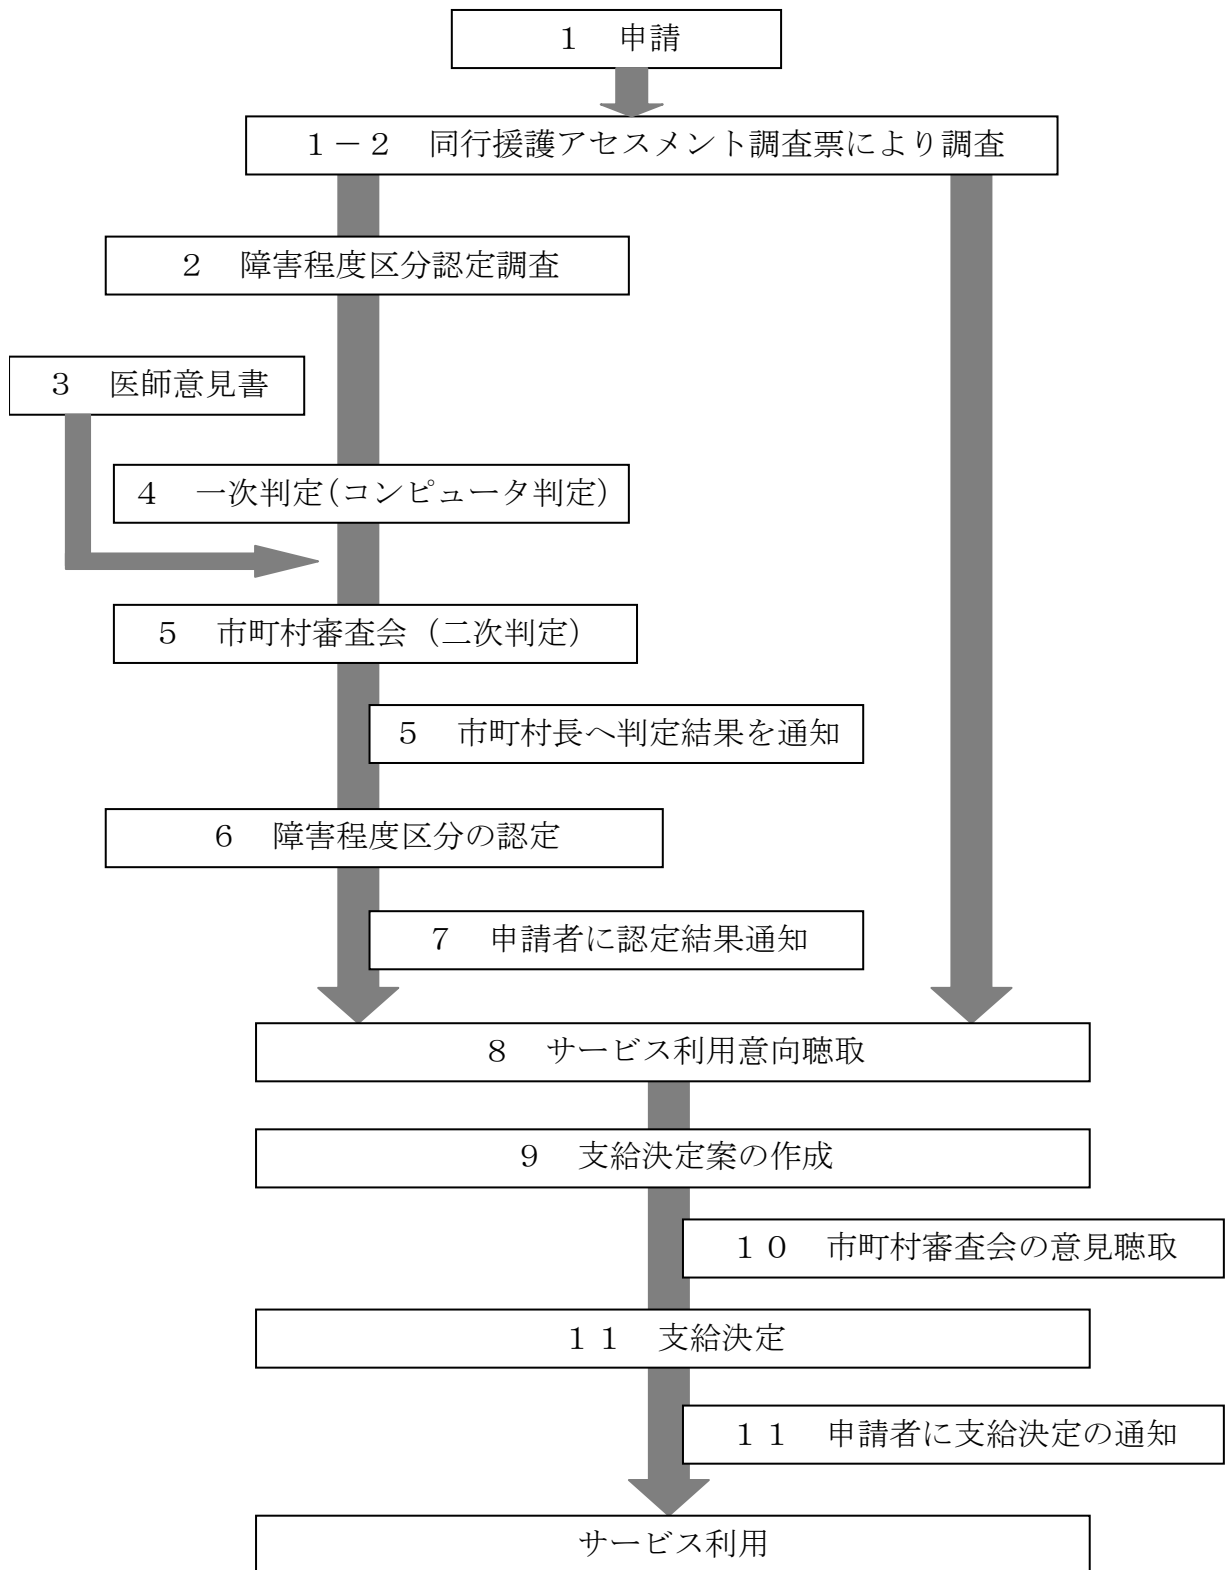 １　申請
１－２　同行援護アセスメント調査票により調査
２　障害程度区分認定調査
３　医師意見書
４　一次判定（コンピュータ判定）
５　市町村審査会（二次判定）
５　市町村長へ判定結果を通知
６　障害程度区分の認定
７　申請者に認定結果通知
８　サービス利用意向聴取
９　支給決定案の作成
１０　市町村審査会の意見聴取
１１　支給決定
１１　申請者に支給決定の通知
サービス利用